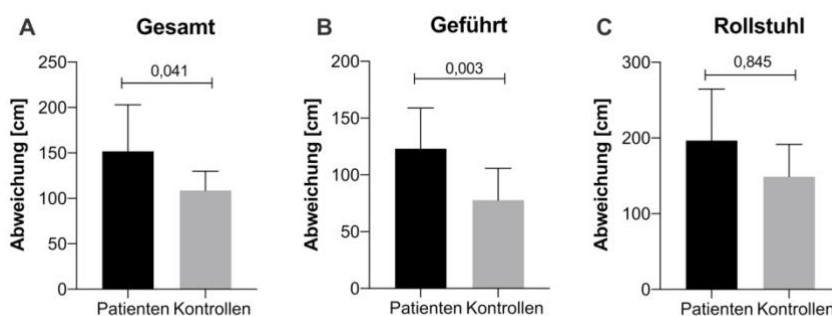 A Gesamt
Abweichung [cm]
250
200
150
100
50
0
0,041
Patienten Kontrollen
B Geführt
Abweichung [cm]
200
150
100
50
0
0,003
Patienten Kontrollen
C Rollstuhl
Abweichung [cm]
300
200
100
0
0,845
Patienten Kontrollen